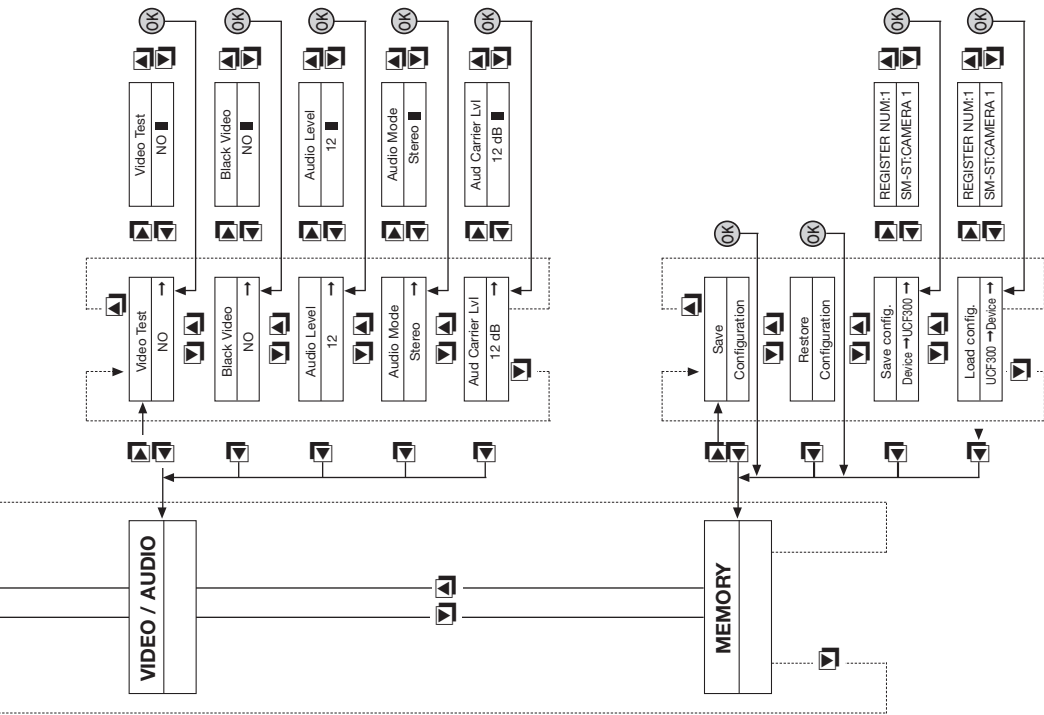 VIDEO / AUDIO
Video Test
NO →
Video Test
NO
OK
Black Video
NO →
Black Video
NO
OK
Audio Level
12 →
Audio Level
12
OK
Audio Mode
Stereo →
Audio Mode
Stereo
OK
Aud Carrier Lvl
12 dB →
Aud Carrier Lvl
12 dB
OK
MEMORY
Save
Configuration
OK
Restore
Configuration
OK
Save config.
Device →UCF300 →
REGISTER NUM:1
SM-ST:CAMERA 1
OK
Load config.
UCF300 →Device →
REGISTER NUM:1
SM-ST:CAMERA 1
OK